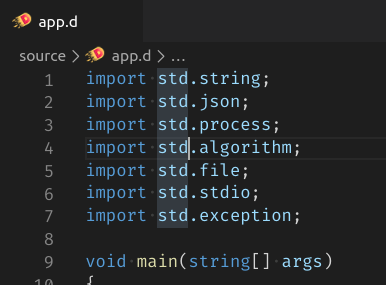 app.d
source > app.d > ...
1 import std.string;
2 import std.json;
3 import std.process;
4 import std.algorithm;
5 import std.file;
6 import std.stdio;
7 import std.exception;
8
9 void main(string[] args)
10 {